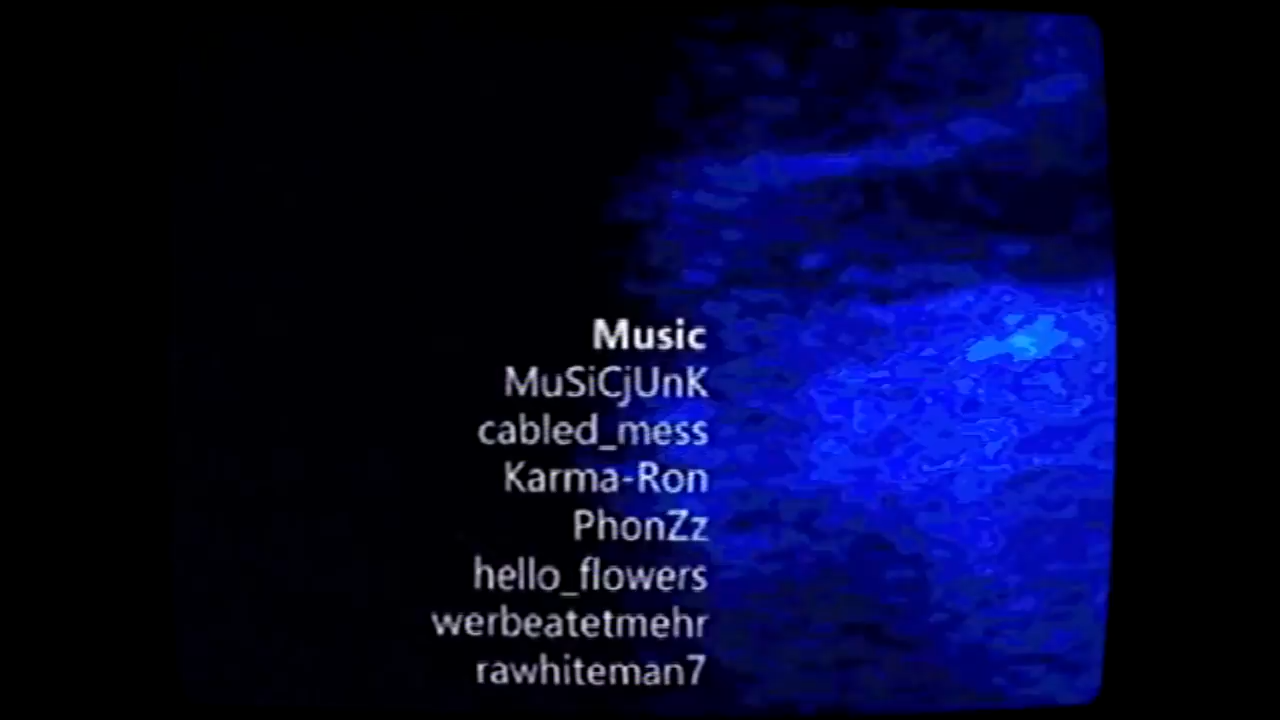 Music
MuSiCjUnK
cabled_mess
Karma-Ron
PhonZz
hello_flowers
werbeatetmehr
rawhiteman7